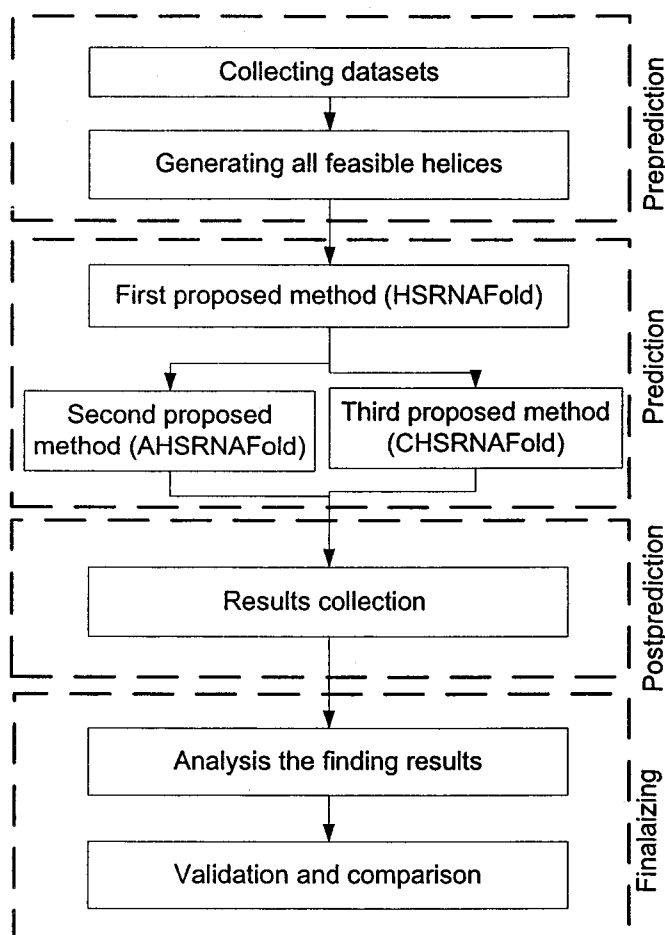 Collecting datasets
Generating all feasible helices
Preprediction
First proposed method (HSRNAFold)
Second proposed
method (AHSRNAFold)
Third proposed method
(CHSRNAFold)
Prediction
Results collection
Postprediction
Analysis the finding results
Validation and comparison
Finalaizing